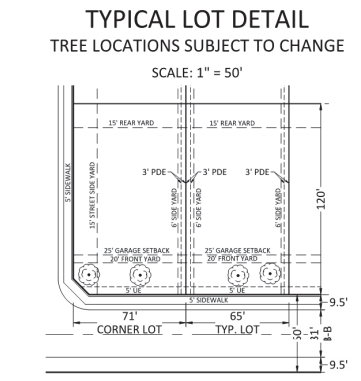 TYPICAL LOT DETAIL
TREE LOCATIONS SUBJECT TO CHANGE
SCALE: 1" = 50'
15' REAR YARD
15' REAR YARD
5' SIDEWALK
15' STREET SIDE YARD
3' PDE
3' PDE
3' PDE
6' SIDE YARD
6' SIDE YARD
6' SIDE YARD
120'
25' GARAGE SETBACK
20' FRONT YARD
25' GARAGE SETBACK
20' FRONT YARD
5' UE
5' UE
5' SIDEWALK
71'
CORNER LOT
65'
TYP. LOT
50'
31'
B-B
9.5'
9.5'